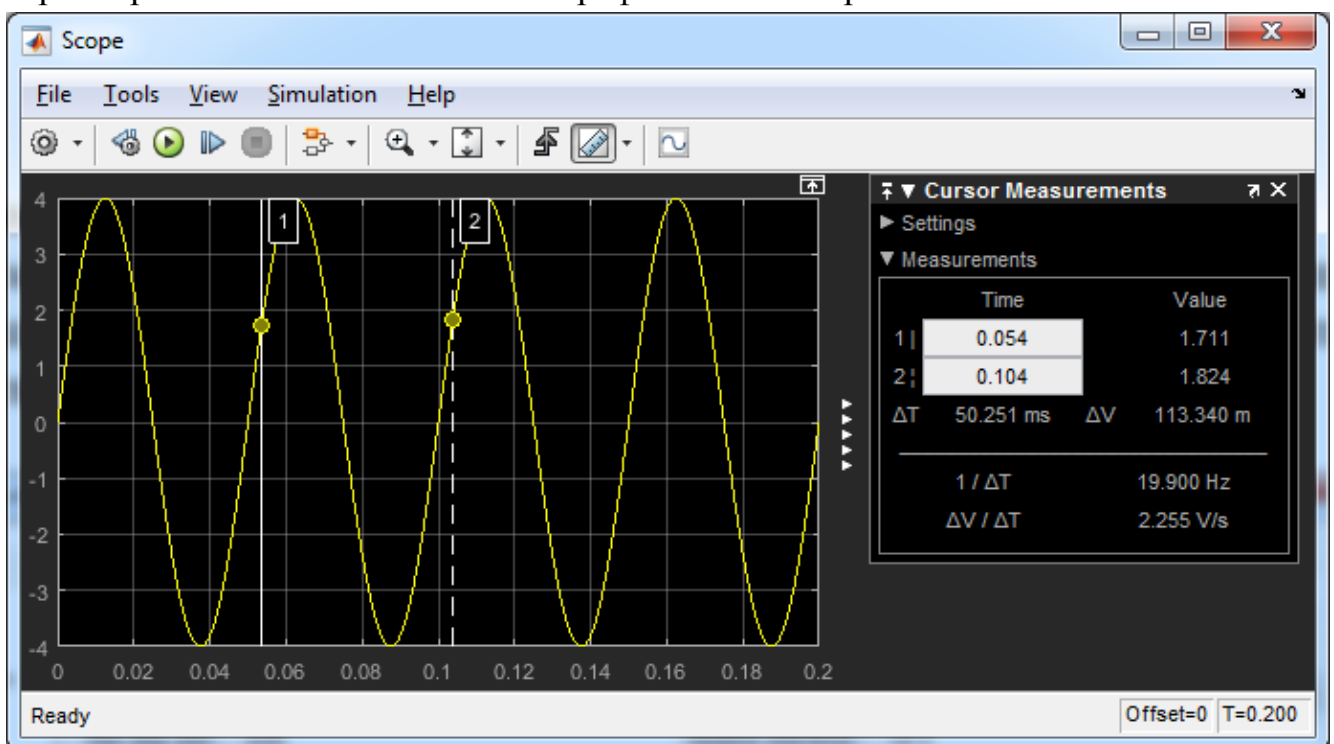 Scope
File Tools View Simulation Help
4
3
2
1
0
-1
-2
-3
-4
1
2
0 0.02 0.04 0.06 0.08 0.1 0.12 0.14 0.16 0.18 0.2
Cursor Measurements
Settings
Measurements
Time Value
1 | 0.054 1.711
2 ¦ 0.104 1.824
ΔT 50.251 ms ΔV 113.340 m
1 / ΔT 19.900 Hz
ΔV / ΔT 2.255 V/s
Ready Offset=0 T=0.200